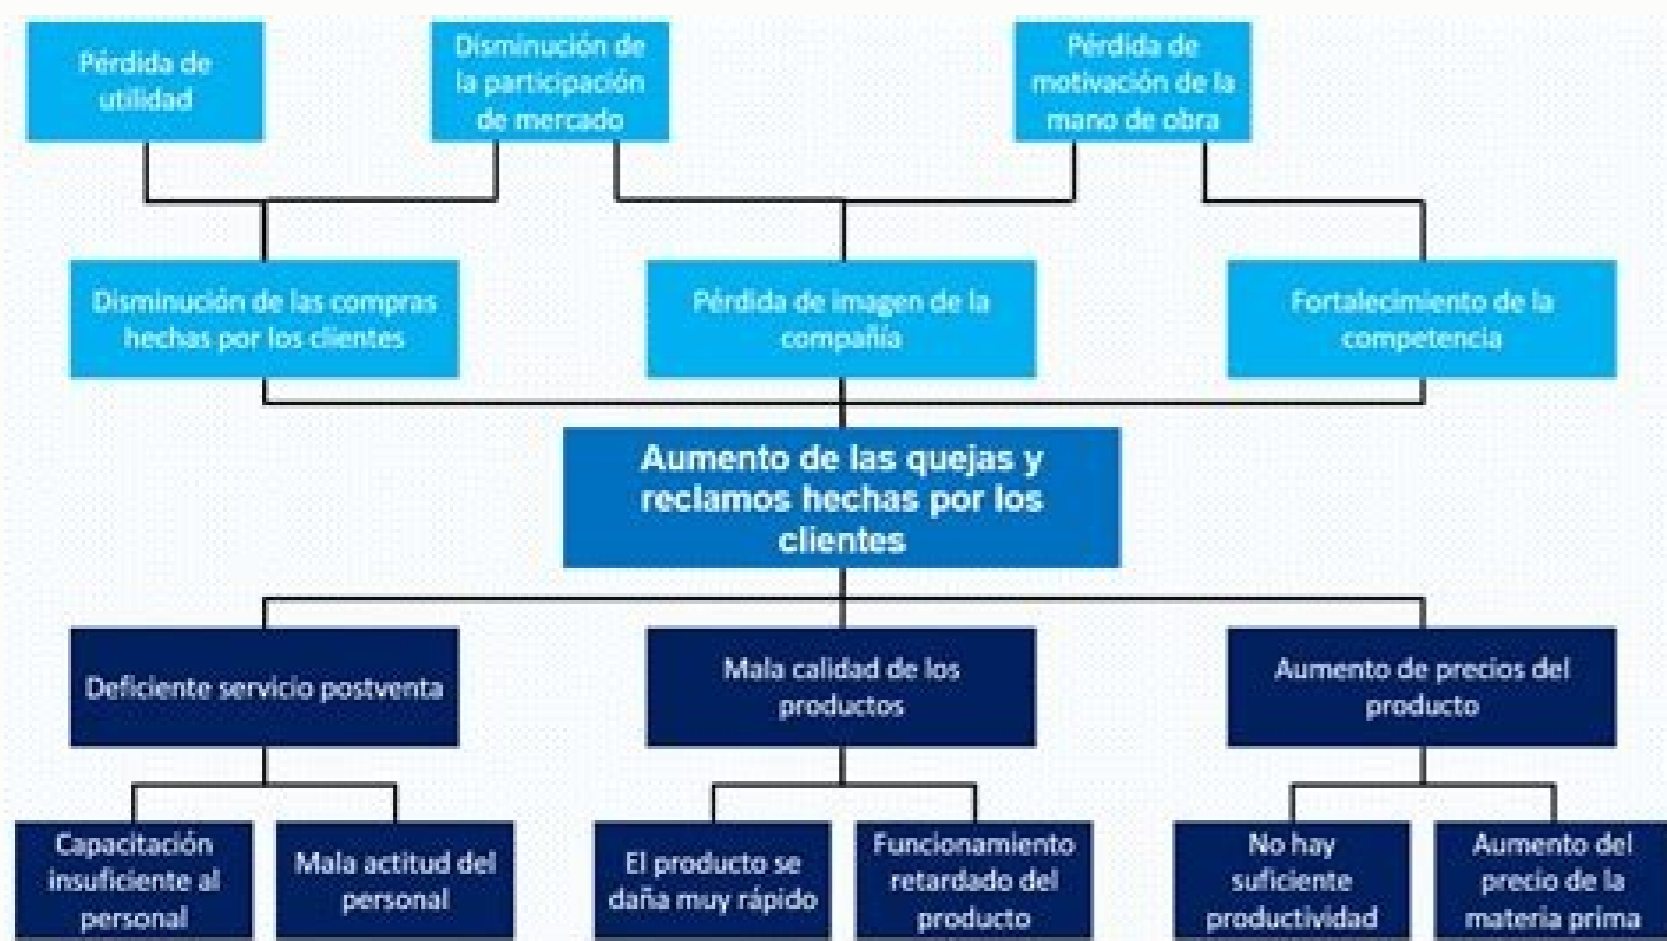 Pérdida de
utilidad
Disminución de
la participación
de mercado
Pérdida de
motivación de la
mano de obra
Disminución de las compras
hechas por los clientes
Pérdida de imagen de la
compañía
Fortalecimiento de la
competencia
Aumento de las quejas y
reclamos hechas por los
clientes
Deficiente servicio postventa
Mala calidad de los
productos
Aumento de precios del
producto
Capacitación
insuficiente al
personal
Mala actitud del
personal
El producto se
daña muy rápido
Funcionamiento
retardado del
producto
No hay
suficiente
productividad
Aumento del
precio de la
materia prima